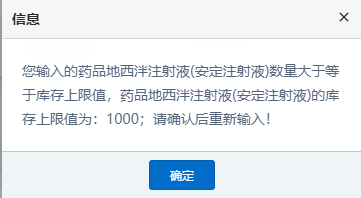 信息
×
您输入的药品地西泮注射液(安定注射液)数量大于等
于库存上限值，药品地西泮注射液(安定注射液)的库
存上限值为：1000；请确认后重新输入！
确定